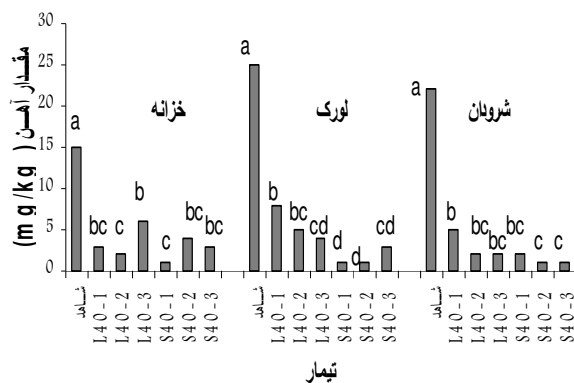 مقدار آهن (mg/kg)
30
25
20
15
10
5
0
خزانه
لورک
شرودان
a
bc
c
b
c
bc
bc
a
b
bc
cd
d
d
cd
a
b
bc
bc
bc
c
c
شاهد
L40-1
L40-2
L40-3
S40-1
S40-2
S40-3
شاهد
L40-1
L40-2
L40-3
S40-1
S40-2
S40-3
شاهد
L40-1
L40-2
L40-3
S40-1
S40-2
S40-3
تیمار